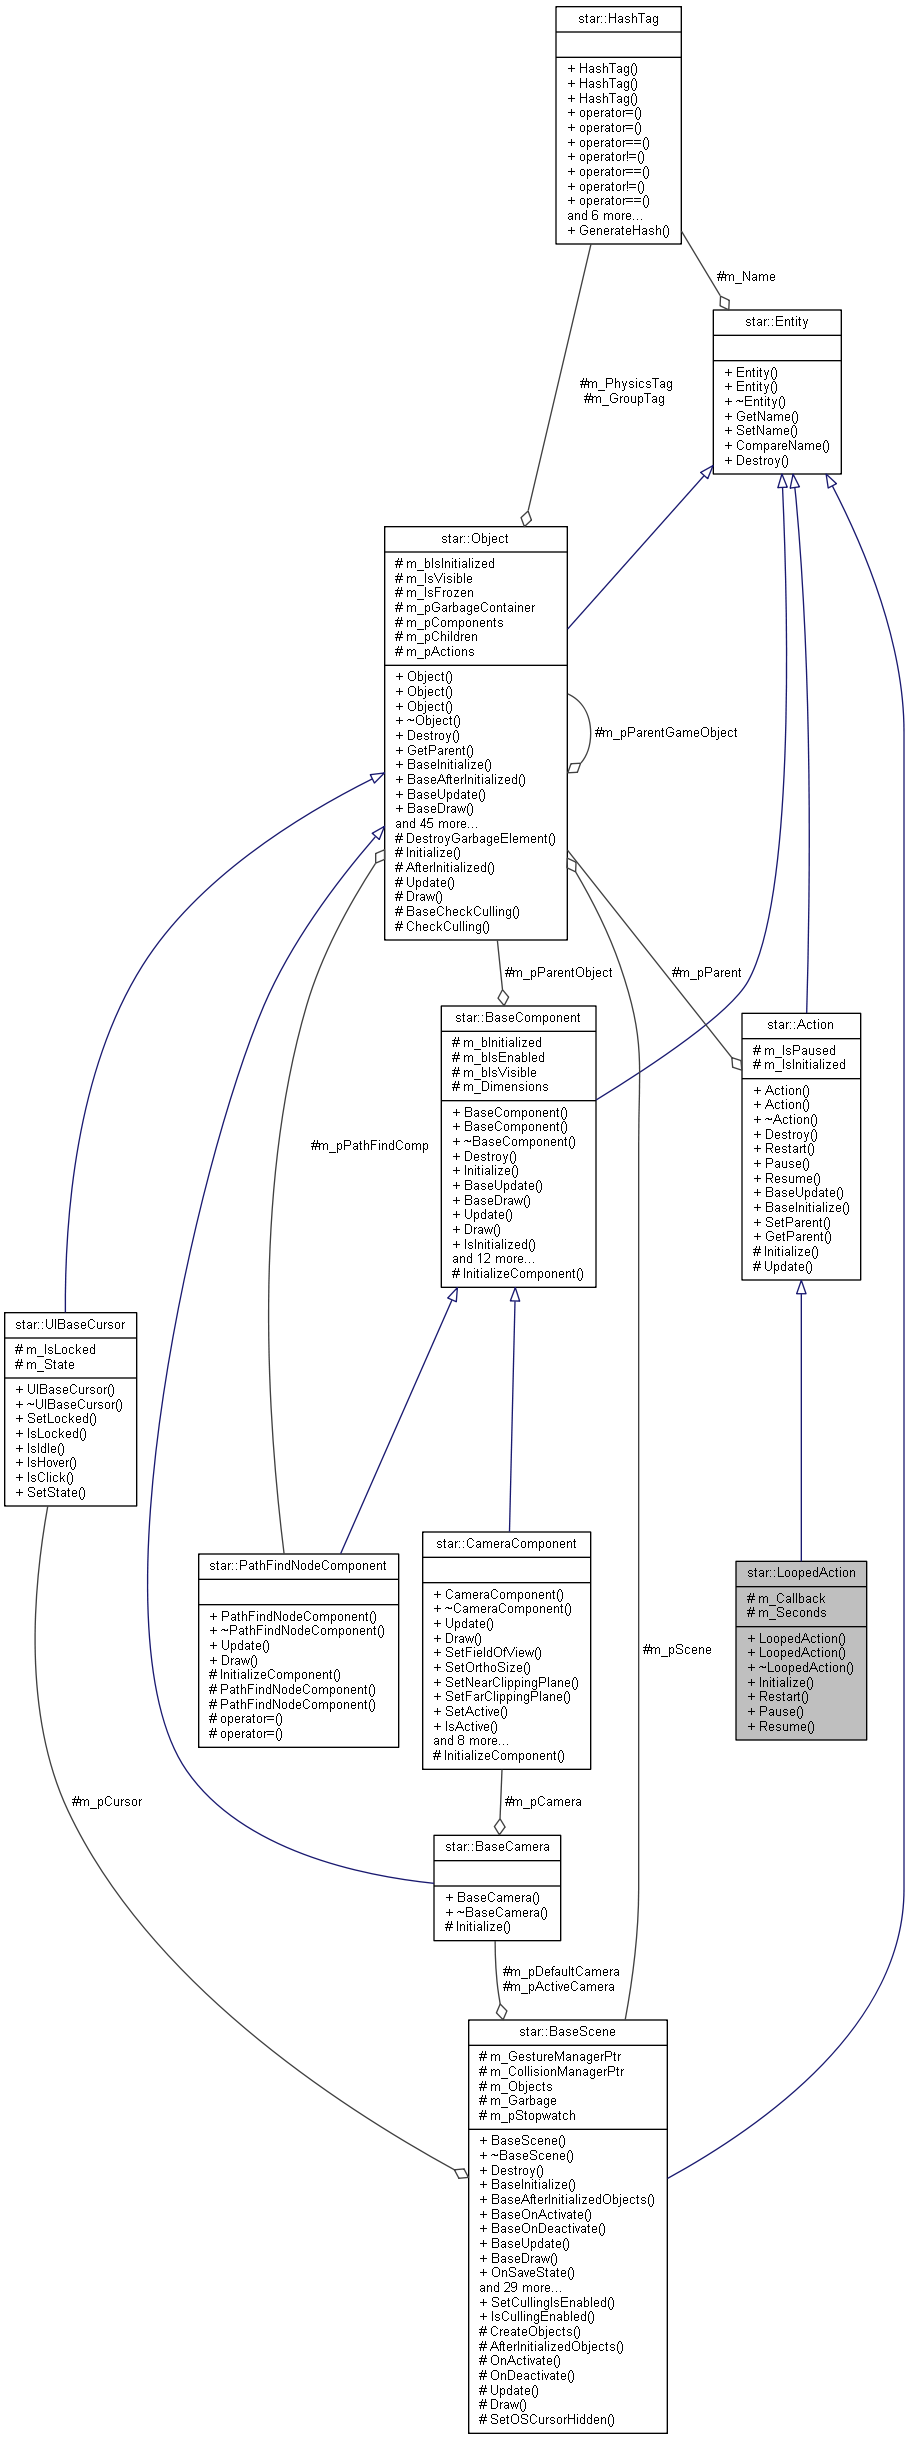 star::HashTag
+ HashTag()
+ HashTag()
+ HashTag()
+ operator=()
+ operator=()
+ operator==()
+ operator!=()
+ operator==()
+ operator!=()
+ operator==()
and 6 more...
+ GenerateHash()
#m_Name
star::Entity
+ Entity()
+ Entity()
+ ~Entity()
+ GetName()
+ SetName()
+ CompareName()
+ Destroy()
#m_PhysicsTag
#m_GroupTag
star::Object
# m_bIsInitialized
# m_IsVisible
# m_IsFrozen
# m_pGarbageContainer
# m_pComponents
# m_pChildren
# m_pActions
+ Object()
+ Object()
+ Object()
+ ~Object()
+ Destroy()
+ GetParent()
+ BaseInitialize()
+ BaseAfterInitialized()
+ BaseUpdate()
+ BaseDraw()
and 45 more...
# DestroyGarbageElement()
# Initialize()
# AfterInitialized()
# Update()
# Draw()
# BaseCheckCulling()
# CheckCulling()
#m_pParentGameObject
#m_pParentObject
#m_pParent
star::BaseComponent
# m_bInitialized
# m_bIsEnabled
# m_bIsVisible
# m_Dimensions
+ BaseComponent()
+ BaseComponent()
+ ~BaseComponent()
+ Destroy()
+ Initialize()
+ BaseUpdate()
+ BaseDraw()
+ Update()
+ Draw()
+ IsInitialized()
and 12 more...
# InitializeComponent()
star::Action
# m_IsPaused
# m_IsInitialized
+ Action()
+ Action()
+ ~Action()
+ Destroy()
+ Restart()
+ Pause()
+ Resume()
+ BaseUpdate()
+ BaseInitialize()
+ SetParent()
+ GetParent()
# Initialize()
# Update()
#m_pPathFindComp
star::UIBaseCursor
# m_IsLocked
# m_State
+ UIBaseCursor()
+ ~UIBaseCursor()
+ SetLocked()
+ IsLocked()
+ IsIdle()
+ IsHover()
+ IsClick()
+ SetState()
star::PathFindNodeComponent
+ PathFindNodeComponent()
+ ~PathFindNodeComponent()
+ Update()
+ Draw()
# InitializeComponent()
# PathFindNodeComponent()
# PathFindNodeComponent()
# operator=()
# operator=()
star::CameraComponent
+ CameraComponent()
+ ~CameraComponent()
+ Update()
+ Draw()
+ SetFieldOfView()
+ SetOrthoSize()
+ SetNearClippingPlane()
+ SetFarClippingPlane()
+ SetActive()
+ IsActive()
and 8 more...
# InitializeComponent()
#m_pScene
star::LoopedAction
# m_Callback
# m_Seconds
+ LoopedAction()
+ LoopedAction()
+ ~LoopedAction()
+ Initialize()
+ Restart()
+ Pause()
+ Resume()
#m_pCursor
#m_pCamera
star::BaseCamera
+ BaseCamera()
+ ~BaseCamera()
# Initialize()
#m_pDefaultCamera
#m_pActiveCamera
star::BaseScene
# m_GestureManagerPtr
# m_CollisionManagerPtr
# m_Objects
# m_Garbage
# m_pStopwatch
+ BaseScene()
+ ~BaseScene()
+ Destroy()
+ BaseInitialize()
+ BaseAfterInitializedObjects()
+ BaseOnActivate()
+ BaseOnDeactivate()
+ BaseUpdate()
+ BaseDraw()
+ OnSaveState()
and 29 more...
+ SetCullingIsEnabled()
+ IsCullingEnabled()
# CreateObjects()
# AfterInitializedObjects()
# OnActivate()
# OnDeactivate()
# Update()
# Draw()
# SetOSCursorHidden()